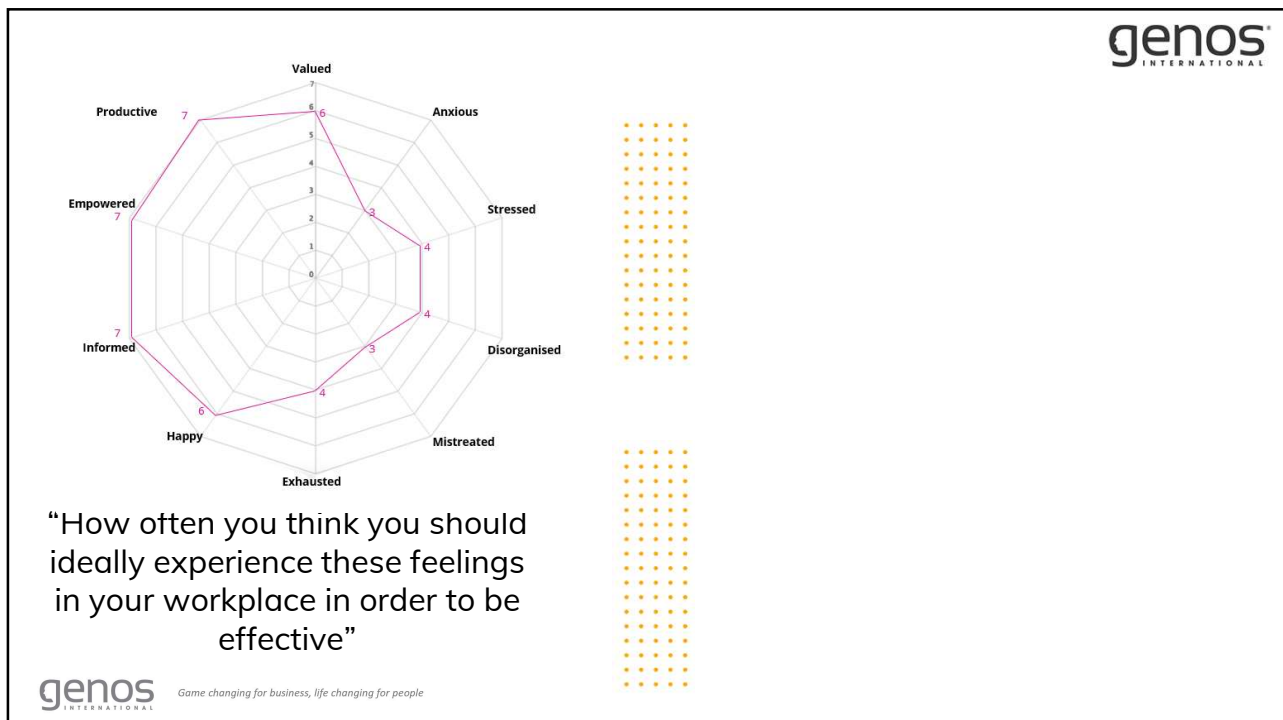 genos
INTERNATIONAL
Valued
Productive
Anxious
Empowered
Stressed
Informed
Disorganised
Happy
Mistreated
Exhausted
7
6
5
4
3
2
1
0
6
3
4
4
3
4
6
7
7
7
“How often you think you should
ideally experience these feelings
in your workplace in order to be
effective”
genos
INTERNATIONAL
Game changing for business, life changing for people